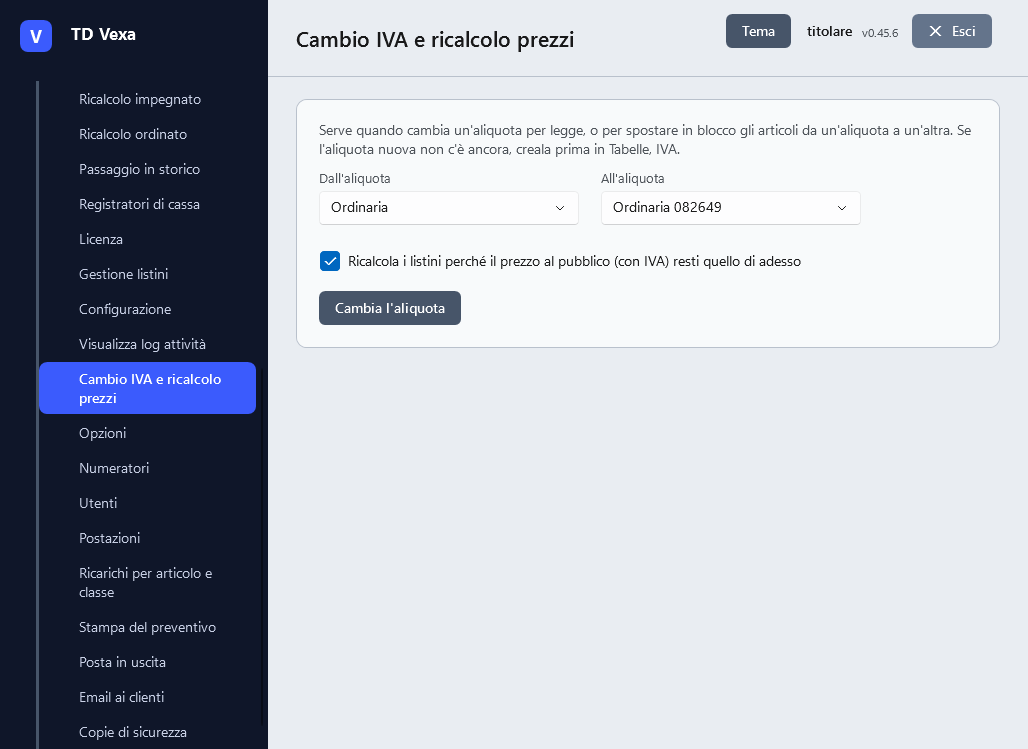 V
TD Vexa
Ricalcolo impegnato
Ricalcolo ordinato
Passaggio in storico
Registratori di cassa
Licenza
Gestione listini
Configurazione
Visualizza log attività
Cambio IVA e ricalcolo
prezzi
Opzioni
Numeratori
Utenti
Postazioni
Ricarichi per articolo e
classe
Stampa del preventivo
Posta in uscita
Email ai clienti
Copie di sicurezza
Cambio IVA e ricalcolo prezzi
Tema
titolare
v0.45.6
Esci
Serve quando cambia un'aliquota per legge, o per spostare in blocco gli articoli da un'aliquota a un'altra. Se
l'aliquota nuova non c'è ancora, creala prima in Tabelle, IVA.
Dall'aliquota
All'aliquota
Ordinaria
Ordinaria 082649
Ricalcola i listini perché il prezzo al pubblico (con IVA) resti quello di adesso
Cambia l'aliquota